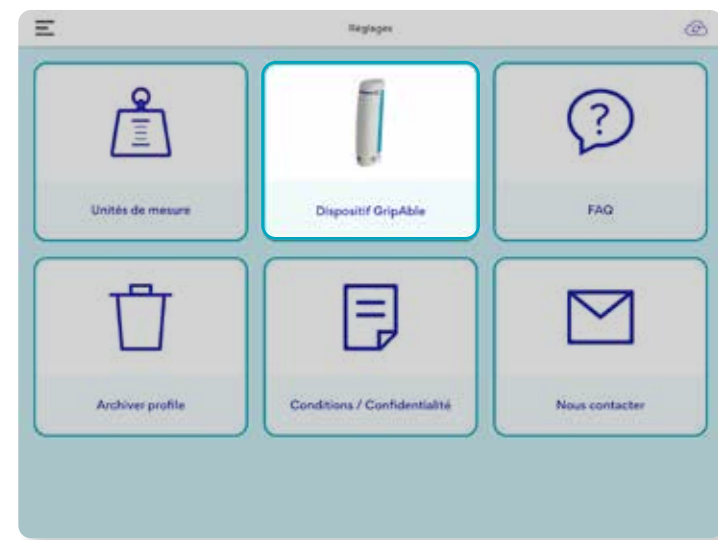 Réglages
Unités de mesure
Dispositif GripAble
FAQ
Archiver profile
Conditions / Confidentialité
Nous contacter